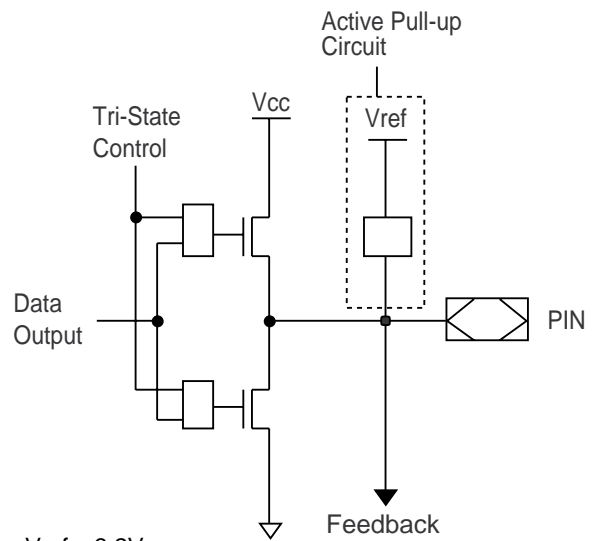 Active Pull-up
Circuit
Vcc
Vref
Tri-State
Control
Data
Output
PIN
Feedback